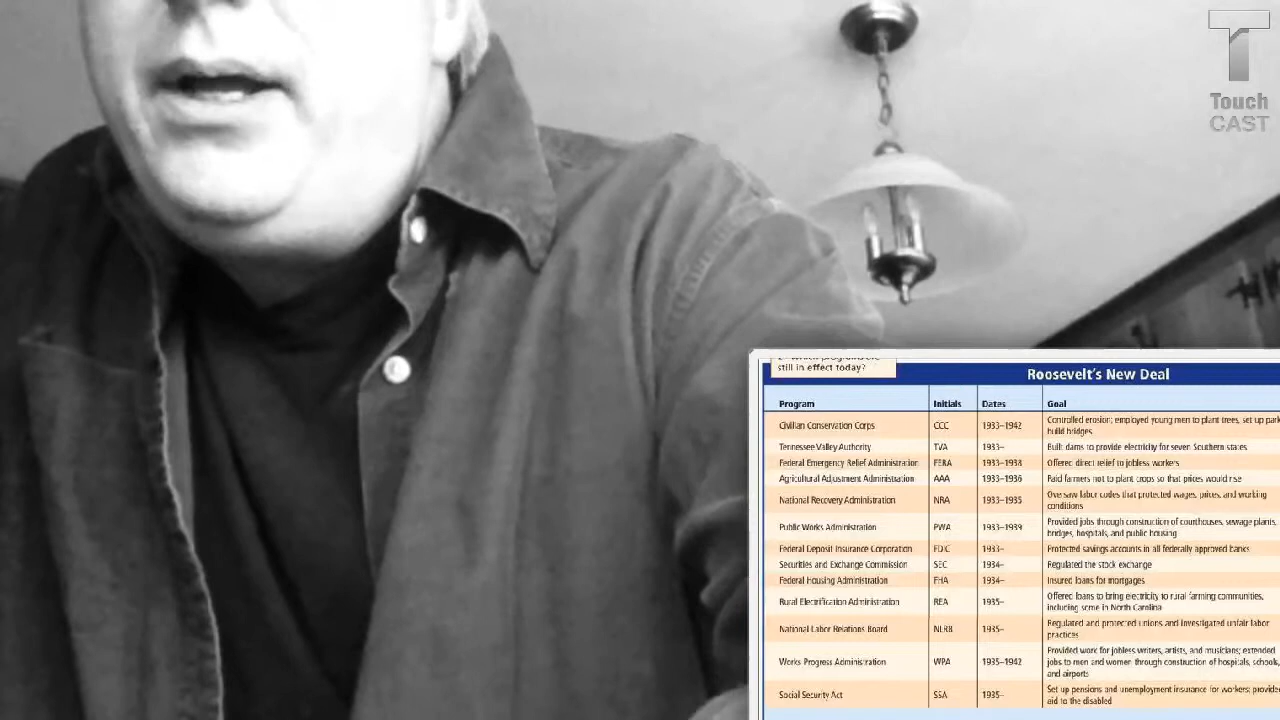 Touch
CAST
still in effect today?
Roosevelt's New Deal
Program Initials Dates Goal
Civilian Conservation Corps CCC 1933–1942 Controlled erosion; employed young men to plant trees, set up park
build bridges
Tennessee Valley Authority TVA 1933– Built dams to provide electricity for seven Southern states
Federal Emergency Relief Administration FERA 1933–1938 Offered direct relief to jobless workers
Agricultural Adjustment Administration AAA 1933–1936 Paid farmers not to plant crops so that prices would rise
National Recovery Administration NRA 1933–1935 Oversaw labor codes that protected wages, prices, and working
conditions
Public Works Administration PWA 1933–1939 Provided jobs through construction of courthouses, sewage plants,
bridges, hospitals, and public housing
Federal Deposit Insurance Corporation FDIC 1933– Protected savings accounts in all federally approved banks
Securities and Exchange Commission SEC 1934– Regulated the stock exchange
Federal Housing Administration FHA 1934– Insured loans for mortgages
Rural Electrification Administration REA 1935– Offered loans to bring electricity to rural farming communities,
including some in North Carolina
National Labor Relations Board NLRB 1935– Regulated and protected unions and investigated unfair labor
practices
Works Progress Administration WPA 1935–1942 Provided work for jobless writers, artists, and musicians; extended
jobs to men and women through construction of hospitals, schools,
and airports
Social Security Act SSA 1935– Set up pensions and unemployment insurance for workers; provide
aid to the disabled